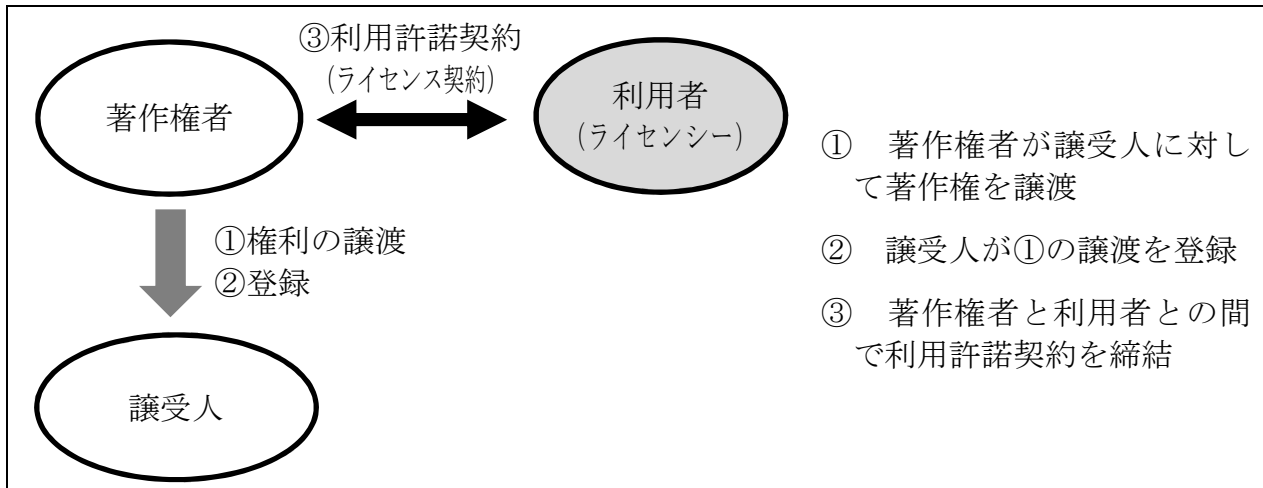 ③利用許諾契約
(ライセンス契約)
著作権者
利用者
(ライセンシー)
①権利の譲渡
②登録
譲受人
① 著作権者が譲受人に対し
て著作権を譲渡
② 譲受人が①の譲渡を登録
③ 著作権者と利用者との間
で利用許諾契約を締結